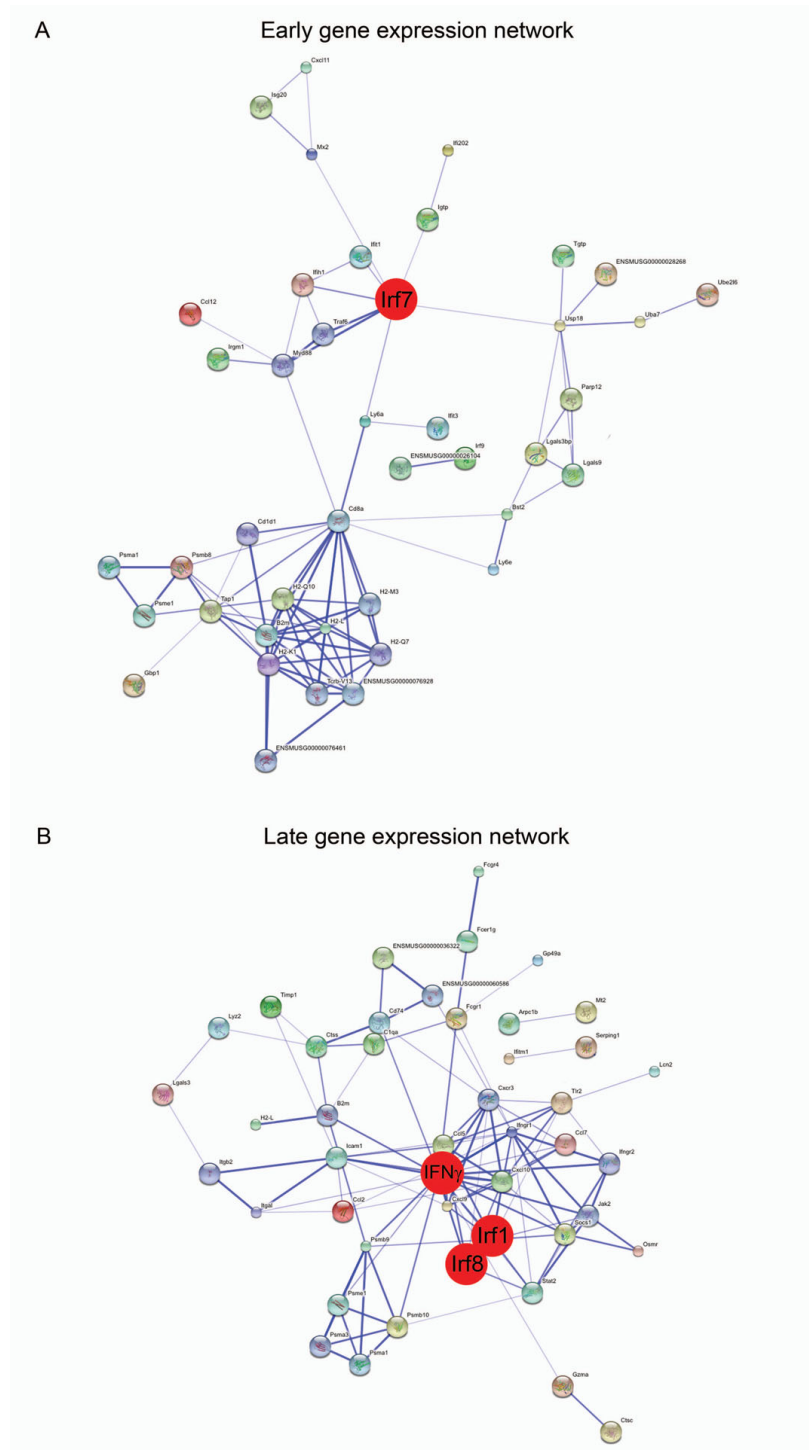 A
Early gene expression network
Cxcl11
Isg20
Mx2
Ifi202
Igtp
Ifit1
Tgtp
ENSMUSG00000028268
Ifih1
Ube2l6
Irf7
Ccl12
Traf6
Usp18
Uba7
Irgm1
Myd88
Parp12
Ly6a
Ifit3
Irf9
Lgals3bp
ENSMUSG00000026104
Lgals9
Cd8a
Bst2
Cd1d1
Psma1
Psmb8
Ly6e
H2-Q10
H2-M3
Psme1
Tap1
B2m
H2-L
H2-K1
H2-Q7
Gbp1
Tcrb-V13
ENSMUSG00000076928
ENSMUSG00000076461
B
Late gene expression network
Fcgr4
Fcer1g
ENSMUSG00000036322
Gp49a
ENSMUSG00000060586
Timp1
Mt2
Lyz2
Cd74
Fcgr1
Arpc1b
Ctss
C1qa
Serping1
Ifitm1
Lcn2
Lgals3
Cxcr3
Tlr2
B2m
H2-L
Ifngr1
Ccl5
Ccl7
Icam1
Ifngr2
Itgb2
IFNγ
Cxcl10
Itgal
Ccl2
Cxcl9
Jak2
Irf1
Socs1
Psmb9
Osmr
Irf8
Stat2
Psme1
Psmb10
Psma3
Psma1
Gzma
Ctsc